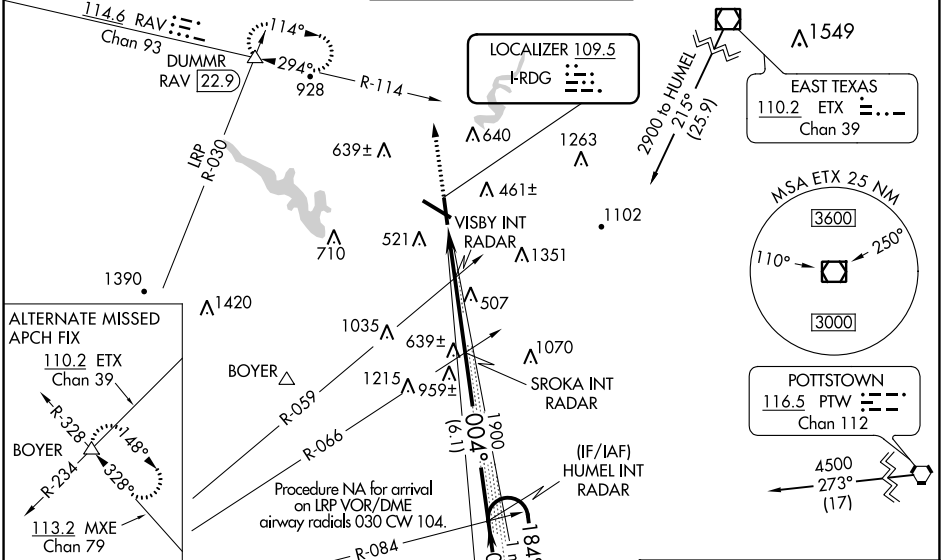 114.6 RAV
Chan 93
DUMMR
RAV 22.9
114°
294°
928
R-114
LRP
R-030
LOCALIZER 109.5
I-RDG
640
639±
1263
461±
1102
VISBY INT
RADAR
521
710
1351
1390
1420
507
1035
639±
1070
1215
959±
SROKA INT
RADAR
BOYER
R-059
R-066
1900
004°
(6.1)
(IF/IAF)
HUMEL INT
RADAR
Procedure NA for arrival
on LRP VOR/DME
airway radials 030 CW 104.
R-084
184°
1549
2900 to HUMEL
215°
(25.9)
EAST TEXAS
110.2 ETX
Chan 39
MSA ETX 25 NM
3600
110°
250°
3000
POTTSTOWN
116.5 PTW
Chan 112
4500
273°
(17)
ALTERNATE MISSED
APCH FIX
110.2 ETX
Chan 39
R-328
148°
BOYER
328°
R-234
113.2 MXE
Chan 79